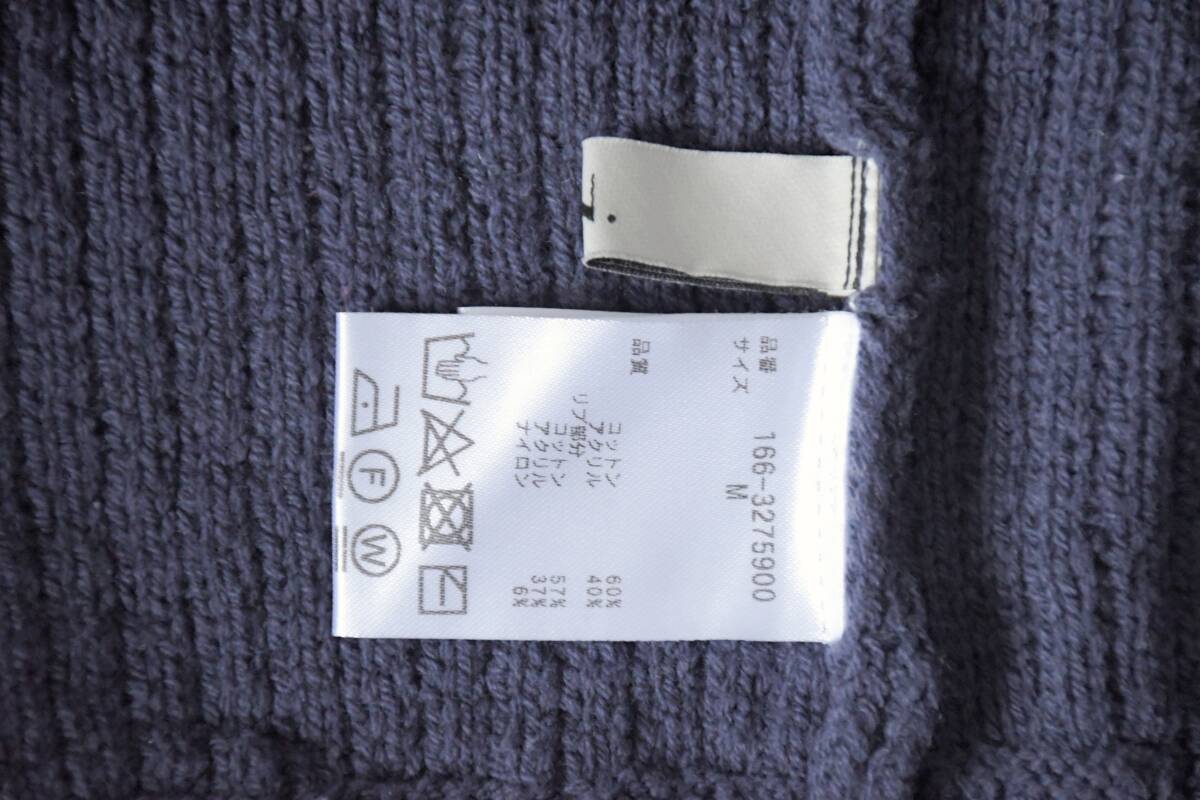 品番 166-3275900
サイズ M
品質
コットン 60%
アクリル 40%
リブ部分
コットン 57%
アクリル 37%
ナイロン 6%
F W